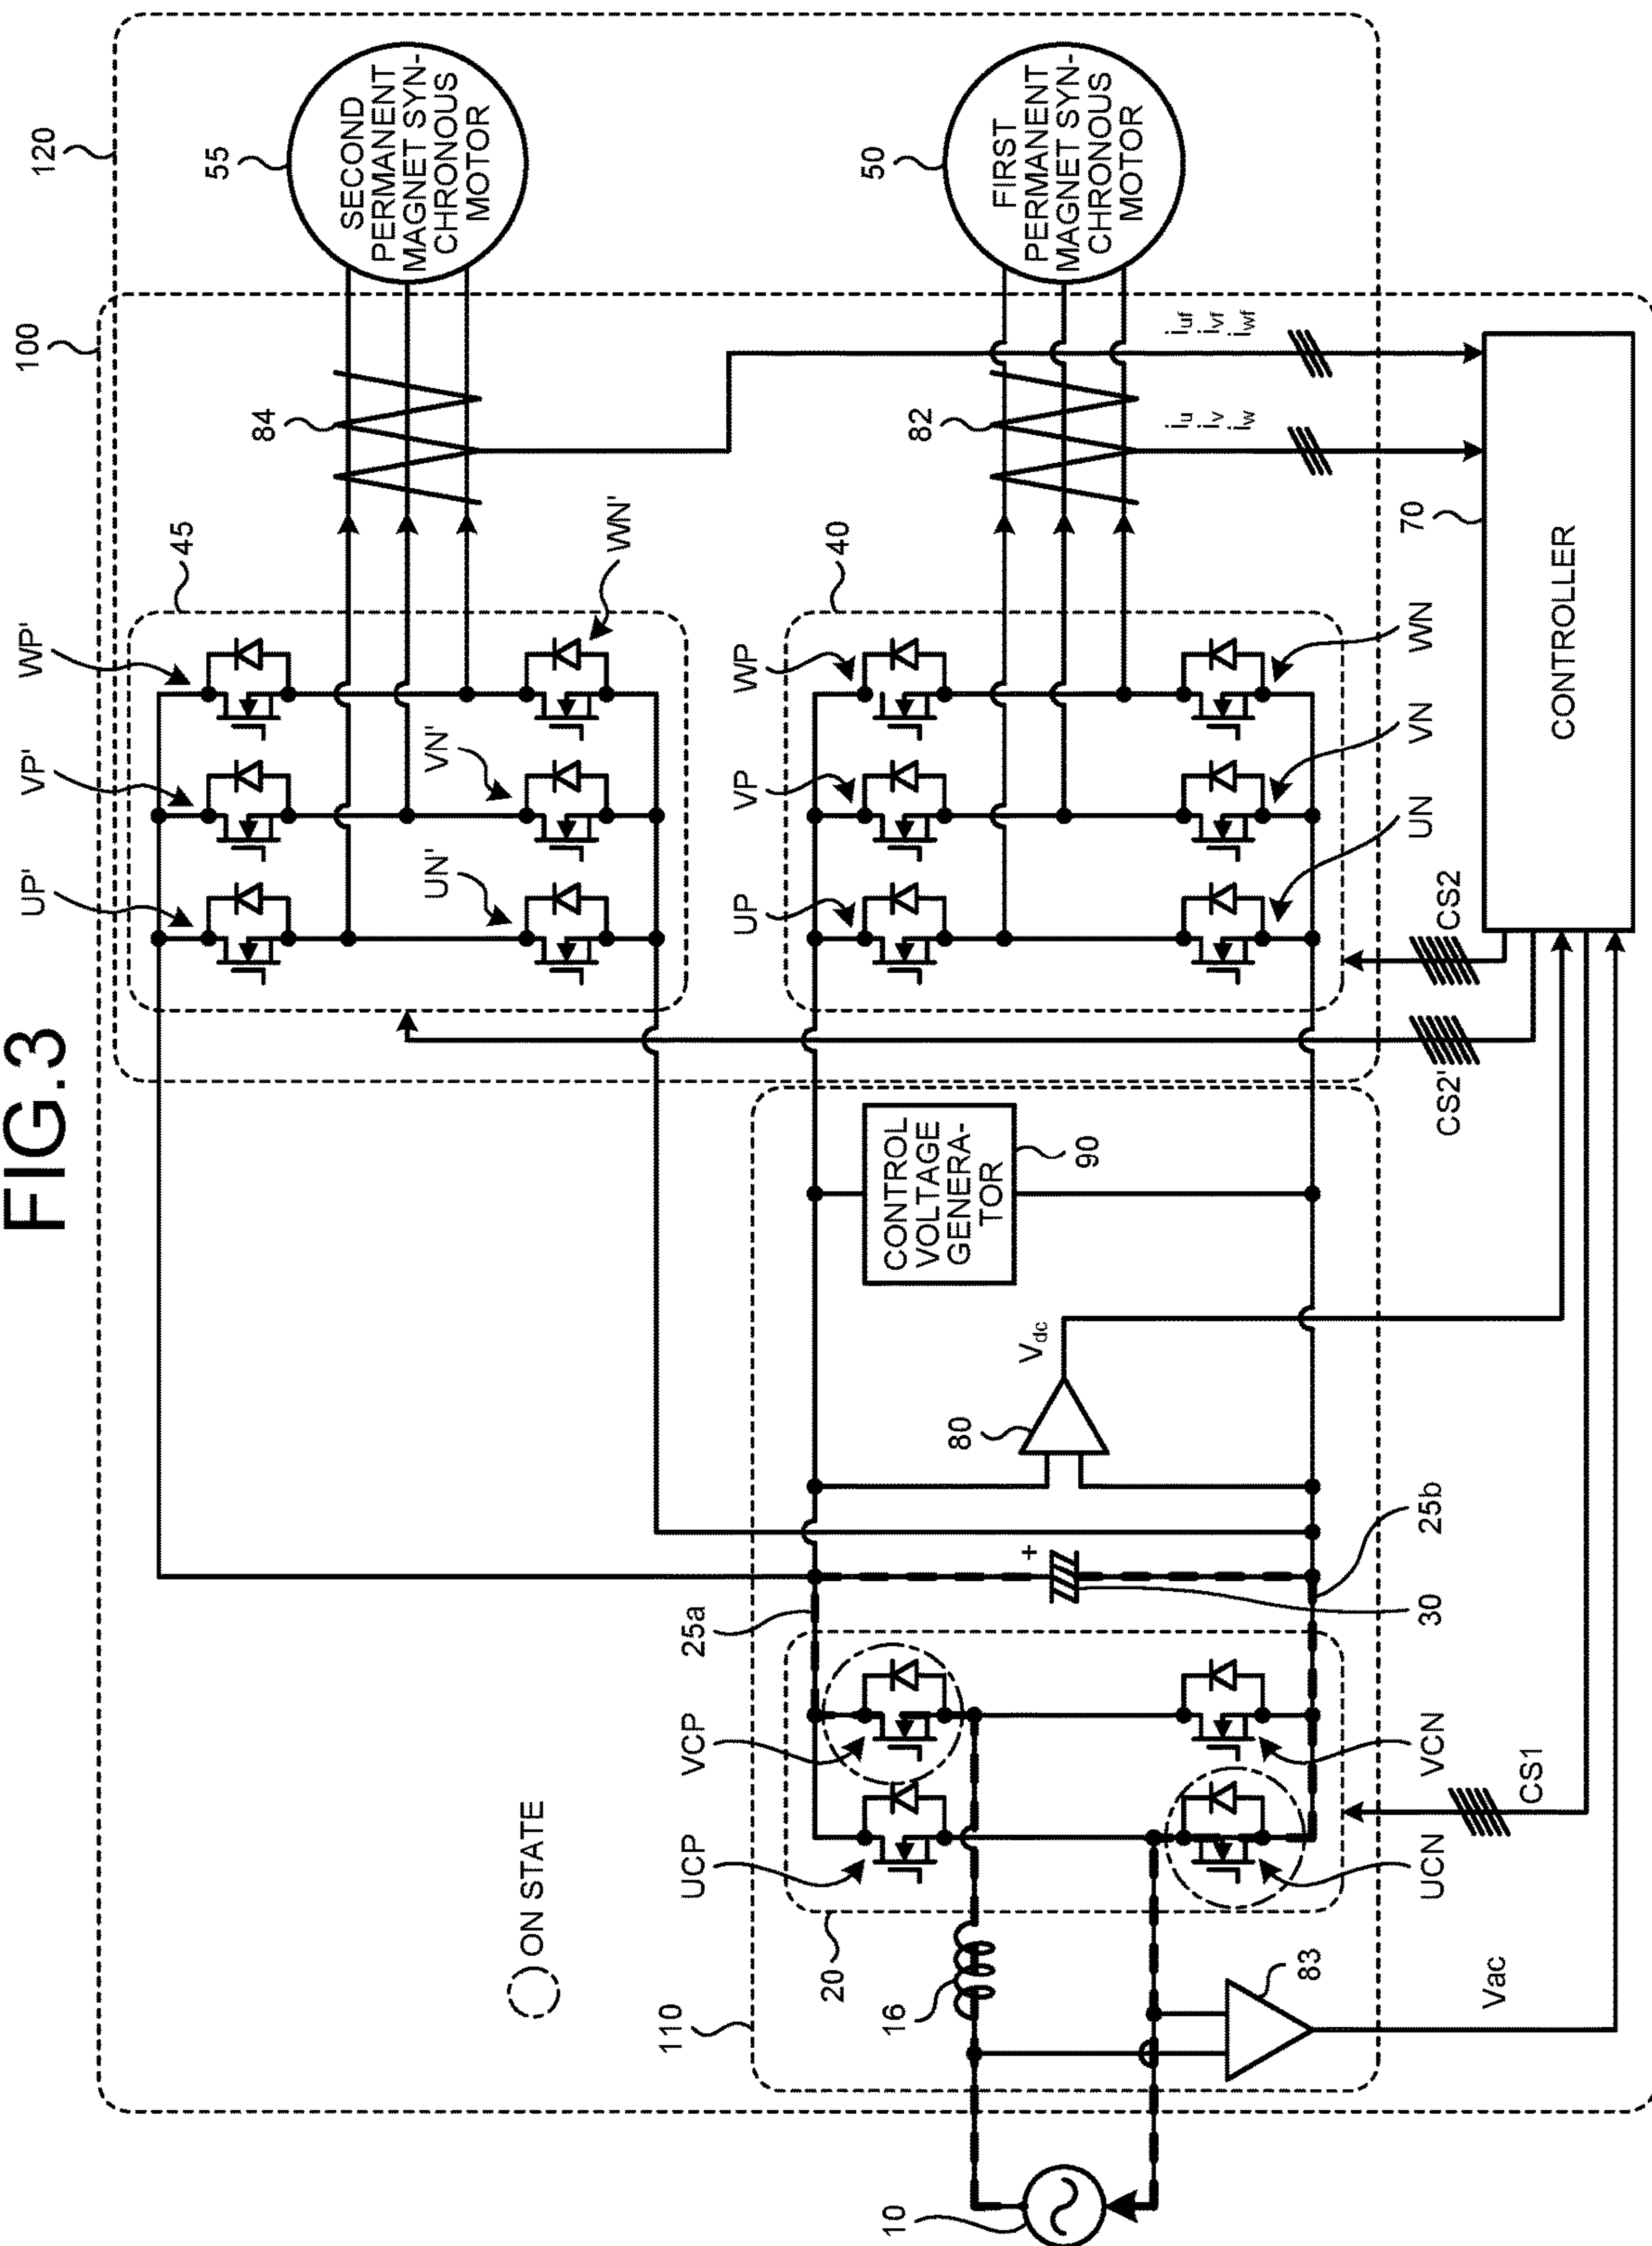 FIG.3
120
100
55
SECOND
PERMANENT
MAGNET SYN-
CHRONOUS
MOTOR
50
FIRST
PERMANENT
MAGNET SYN-
CHRONOUS
MOTOR
84
82
iuf
ivf
iwf
iu
iv
iw
45
40
70
CONTROLLER
UP'
VP'
WP'
UN'
VN'
WN'
UP
VP
WP
UN
VN
WN
CS2
CS2'
CONTROL
VOLTAGE
GENERA-
TOR
90
Vdc
80
25a
25b
+
30
ON STATE
UCP
VCP
UCN
VCN
CS1
110
20
16
83
Vac
10